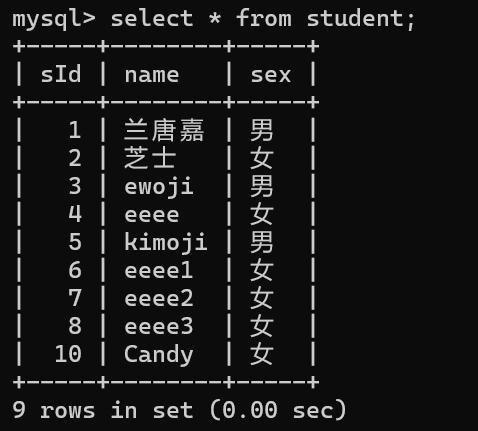 mysql> select * from student;
+-----+--------+-----+
| sId | name   | sex |
+-----+--------+-----+
|   1 | 兰唐嘉 | 男  |
|   2 | 芝士   | 女  |
|   3 | ewoji  | 男  |
|   4 | eeee   | 女  |
|   5 | kimoji | 男  |
|   6 | eeee1  | 女  |
|   7 | eeee2  | 女  |
|   8 | eeee3  | 女  |
|  10 | Candy  | 女  |
+-----+--------+-----+
9 rows in set (0.00 sec)